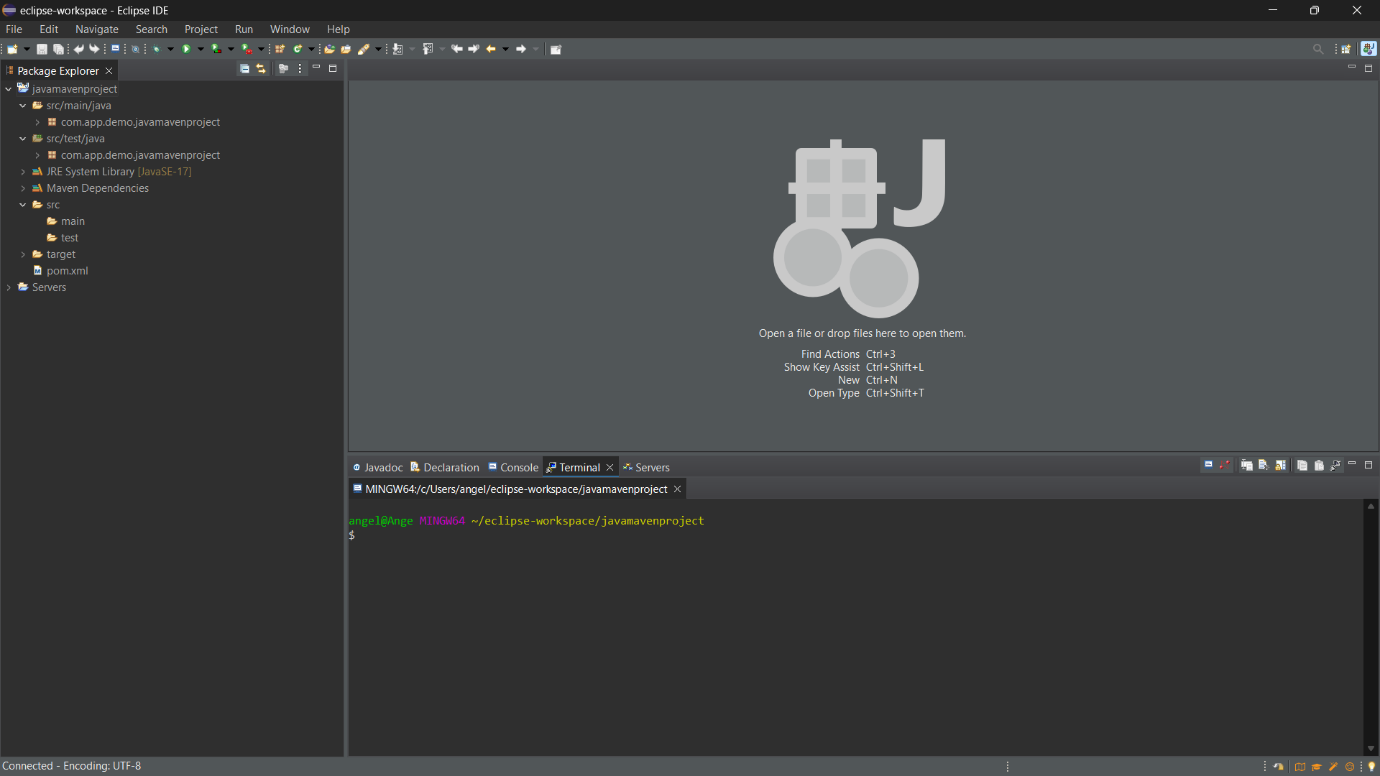 eclipse-workspace - Eclipse IDE
File Edit Navigate Search Project Run Window Help
Package Explorer
javamavenproject
src/main/java
com.app.demo.javamavenproject
src/test/java
com.app.demo.javamavenproject
JRE System Library [JavaSE-17]
Maven Dependencies
src
main
test
target
pom.xml
Servers
Open a file or drop files here to open them.
Find Actions Ctrl+3
Show Key Assist Ctrl+Shift+L
New Ctrl+N
Open Type Ctrl+Shift+T
Javadoc Declaration Console Terminal Servers
MINGW64:/c/Users/angel/eclipse-workspace/javamavenproject
angel@Ange MINGW64 ~/eclipse-workspace/javamavenproject
$
Connected - Encoding: UTF-8